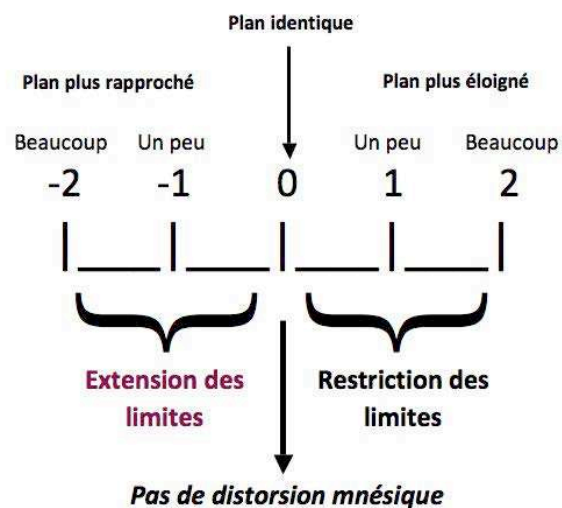 Plan identique
Plan plus rapproché Plan plus éloigné
Beaucoup Un peu Un peu Beaucoup
-2 -1 0 1 2
Extension des limites
Restriction des limites
Pas de distorsion mnésique